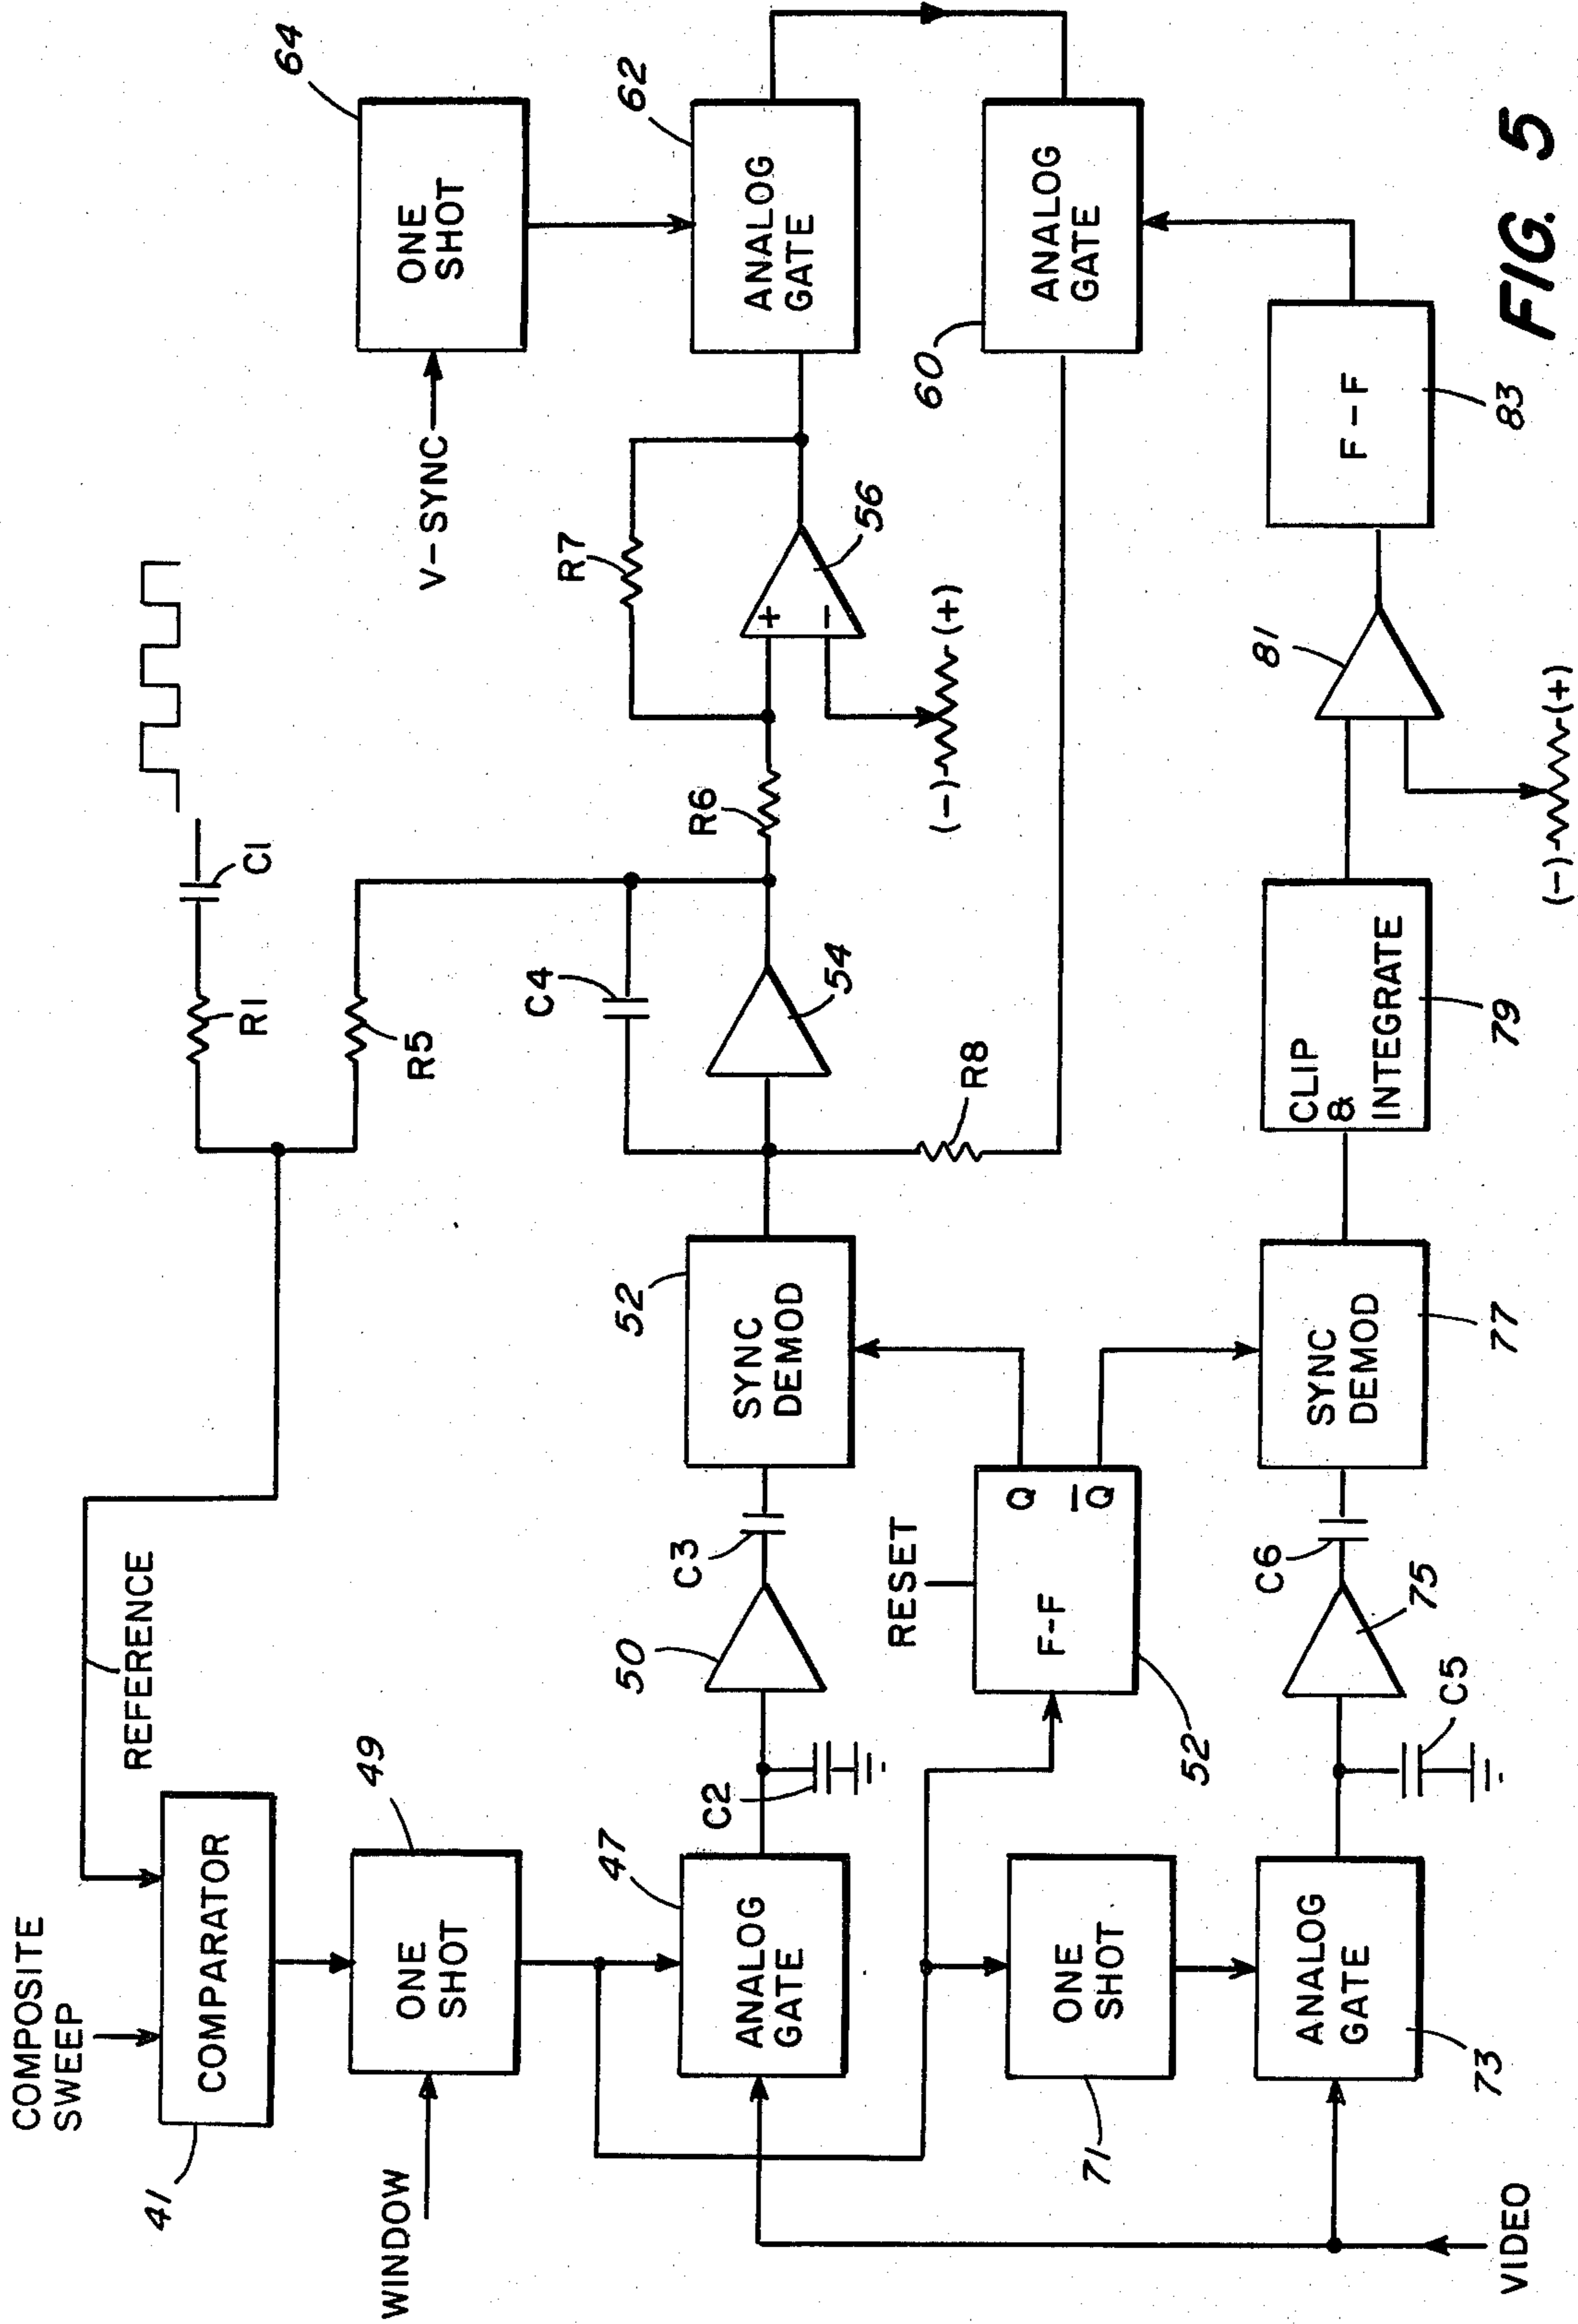 COMPOSITE
SWEEP
REFERENCE
41
COMPARATOR
R1
C1
WINDOW
49
ONE
SHOT
R5
V-SYNC
64
ONE
SHOT
47
ANALOG
GATE
C2
50
C3
52
SYNC
DEMOD
C4
54
R6
R7
+
−
56
(-)
(+)
62
ANALOG
GATE
R8
60
ANALOG
GATE
71
ONE
SHOT
RESET
F-F
Q
Q̅
52
VIDEO
73
ANALOG
GATE
C5
75
C6
SYNC
DEMOD
77
CLIP
&
INTEGRATE
79
81
(-)
(+)
F-F
83
FIG. 5